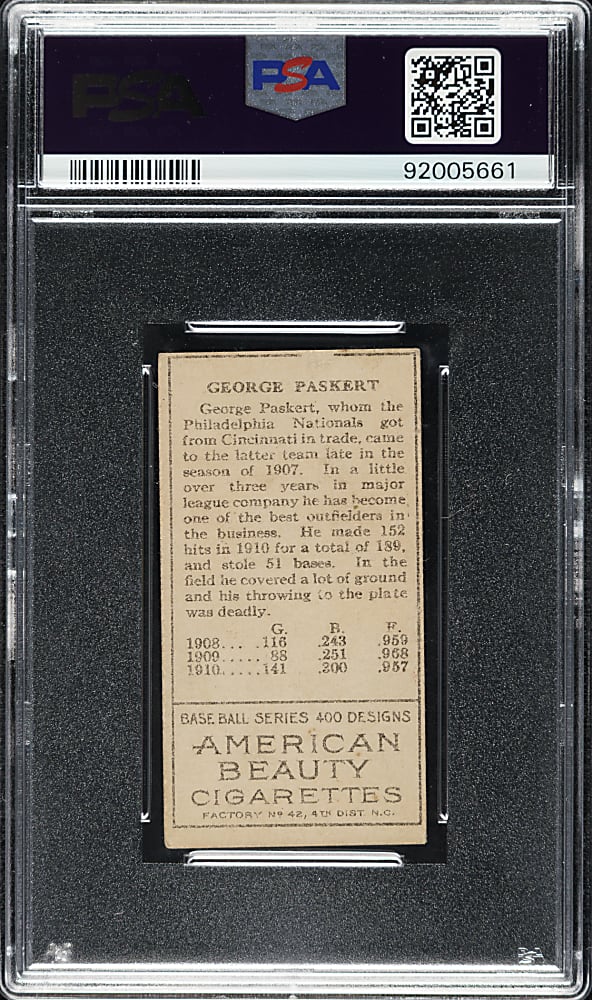 PSA
PSA
92005661
GEORGE PASKERT
George Paskert, whom the
Philadelphia Nationals got
from Cincinnati in trade, came
to the latter team late in the
season of 1907. In a little
over three years in major
league company he has become
one of the best outfielders in
the business. He made 152
hits in 1910 for a total of 189,
and stole 51 bases. In the
field he covered a lot of ground
and his throwing to the plate
was deadly.
G. B. F.
1908.... .116 .243 .959
1909..... 88 .251 .968
1910.....141 .300 .957
BASE BALL SERIES 400 DESIGNS
AMERICAN
BEAUTY
CIGARETTES
FACTORY Nº 42, 4TH DIST. N.C.